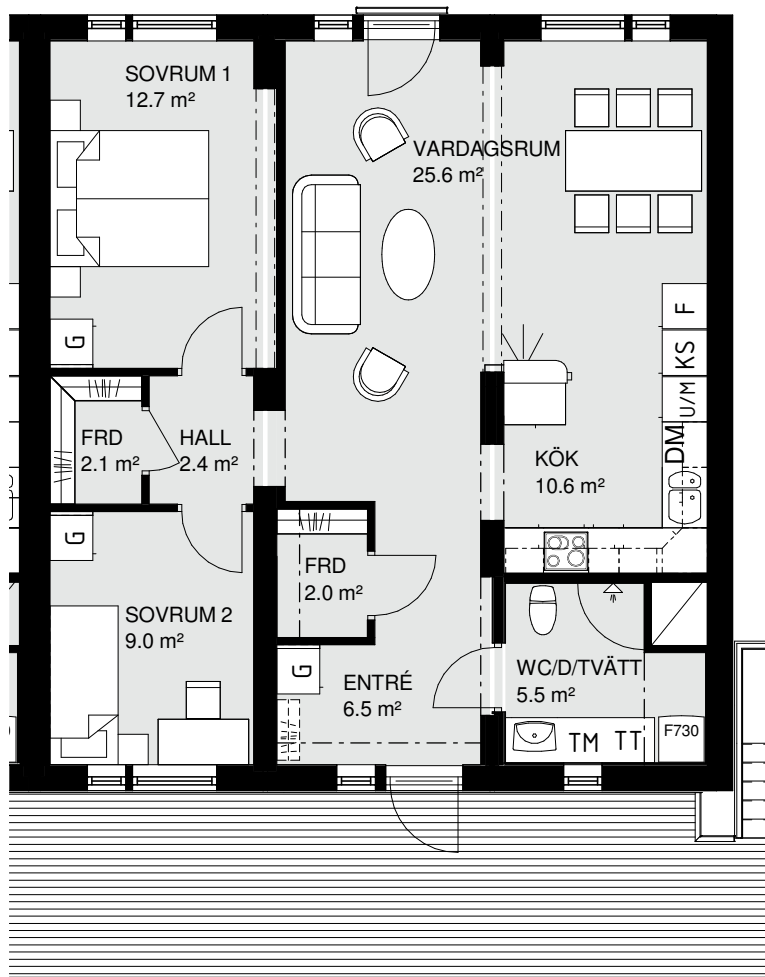 SOVRUM 1
12.7 m²
VARDAGSRUM
25.6 m²
F
KS
U/M
DM
G
FRD
2.1 m²
HALL
2.4 m²
KÖK
10.6 m²
G
FRD
2.0 m²
SOVRUM 2
9.0 m²
G
ENTRÉ
6.5 m²
WC/D/TVÄTT
5.5 m²
TM
TT
F730